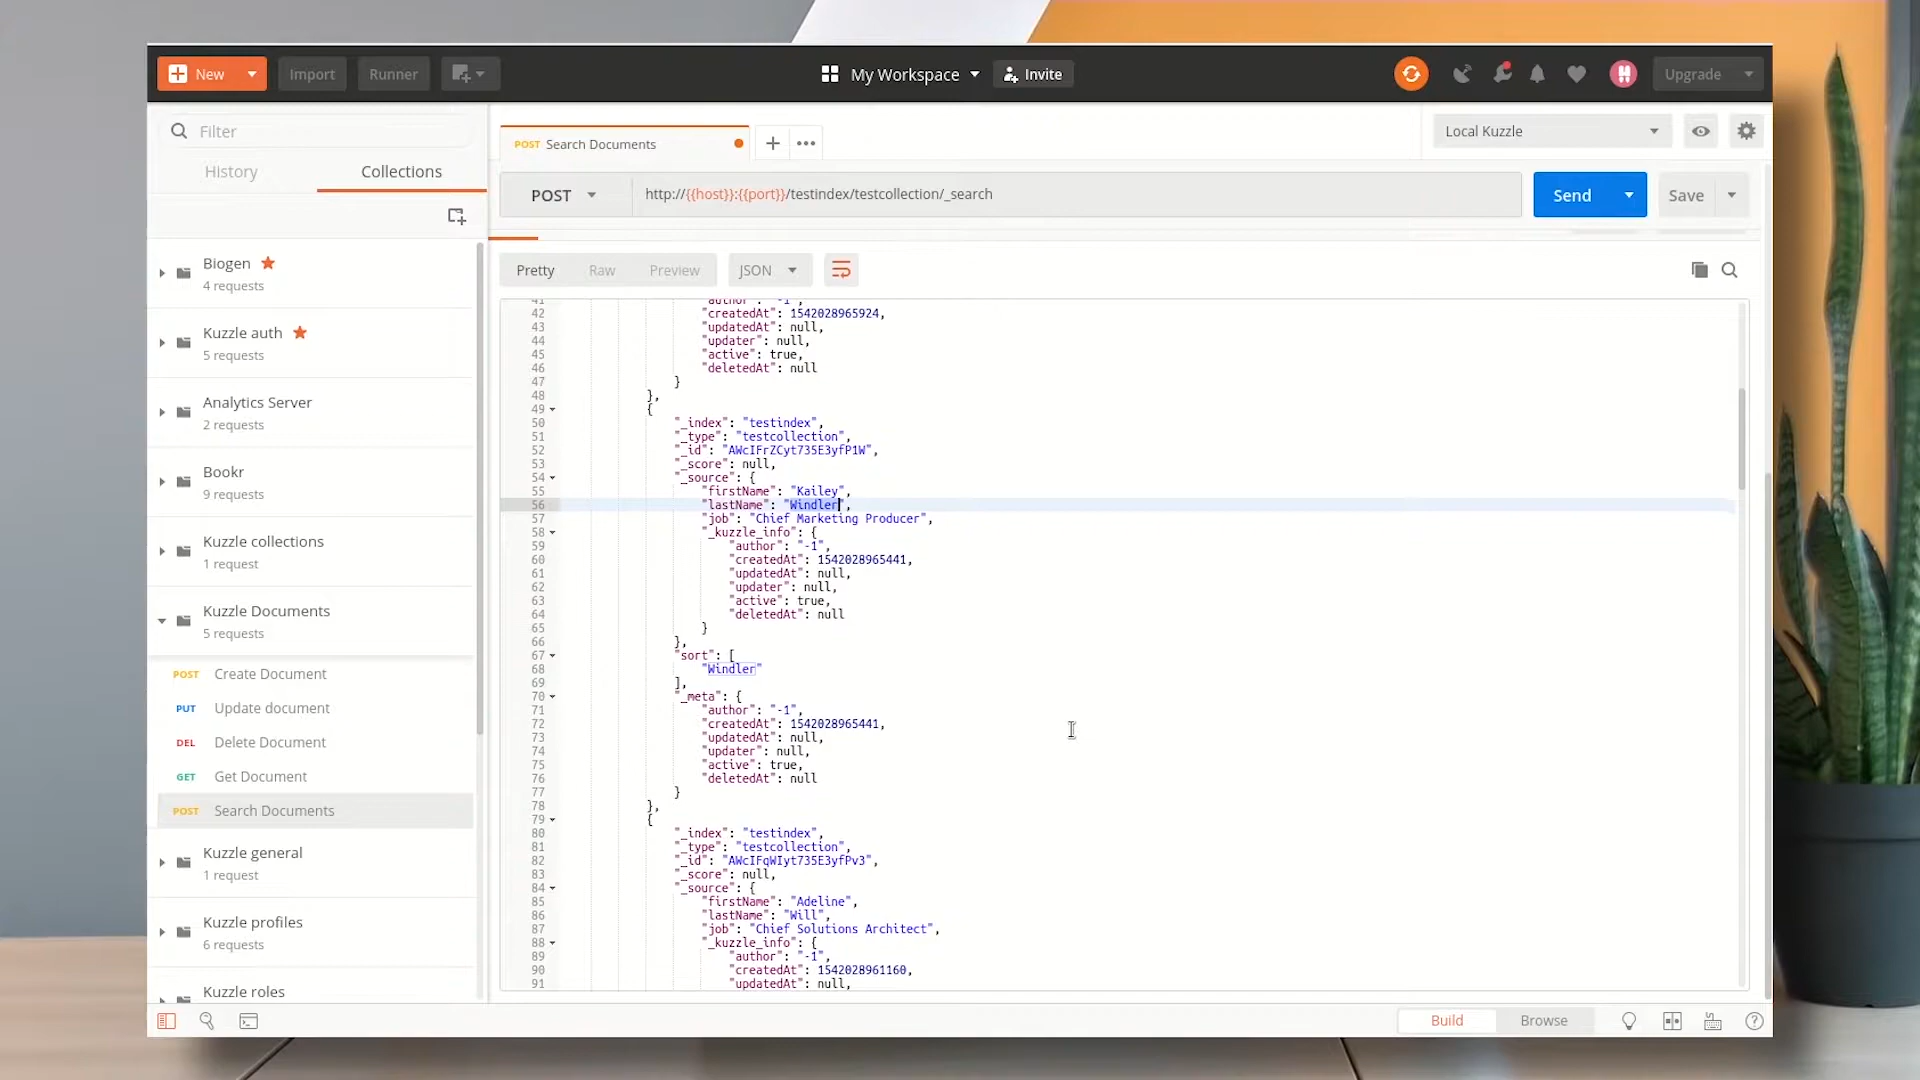 New
Import
Runner
My Workspace
Invite
Upgrade
Filter
History
Collections
Biogen
4 requests
Kuzzle auth
5 requests
Analytics Server
2 requests
Bookr
9 requests
Kuzzle collections
1 request
Kuzzle Documents
5 requests
POST Create Document
PUT Update document
DEL Delete Document
GET Get Document
POST Search Documents
Kuzzle general
1 request
Kuzzle profiles
6 requests
Kuzzle roles
POST Search Documents
Local Kuzzle
POST
http://{{host}}:{{port}}/testindex/testcollection/_search
Send
Save
Pretty
Raw
Preview
JSON
41 "author": "-1",
42 "createdAt": 1542028965924,
43 "updatedAt": null,
44 "updater": null,
45 "active": true,
46 "deletedAt": null
47 }
48 },
49 {
50 "_index": "testindex",
51 "_type": "testcollection",
52 "_id": "AWcIFrZCyt735E3yfP1W",
53 "_score": null,
54 "_source": {
55 "firstName": "Kailey",
56 "lastName": "Windler",
57 "job": "Chief Marketing Producer",
58 "_kuzzle_info": {
59 "author": "-1",
60 "createdAt": 1542028965441,
61 "updatedAt": null,
62 "updater": null,
63 "active": true,
64 "deletedAt": null
65 }
66 },
67 "sort": [
68 "Windler"
69 ],
70 "_meta": {
71 "author": "-1",
72 "createdAt": 1542028965441,
73 "updatedAt": null,
74 "updater": null,
75 "active": true,
76 "deletedAt": null
77 }
78 },
79 {
80 "_index": "testindex",
81 "_type": "testcollection",
82 "_id": "AWcIFqWIyt735E3yfPv3",
83 "_score": null,
84 "_source": {
85 "firstName": "Adeline",
86 "lastName": "Will",
87 "job": "Chief Solutions Architect",
88 "_kuzzle_info": {
89 "author": "-1",
90 "createdAt": 1542028961160,
91 "updatedAt": null,
Build
Browse